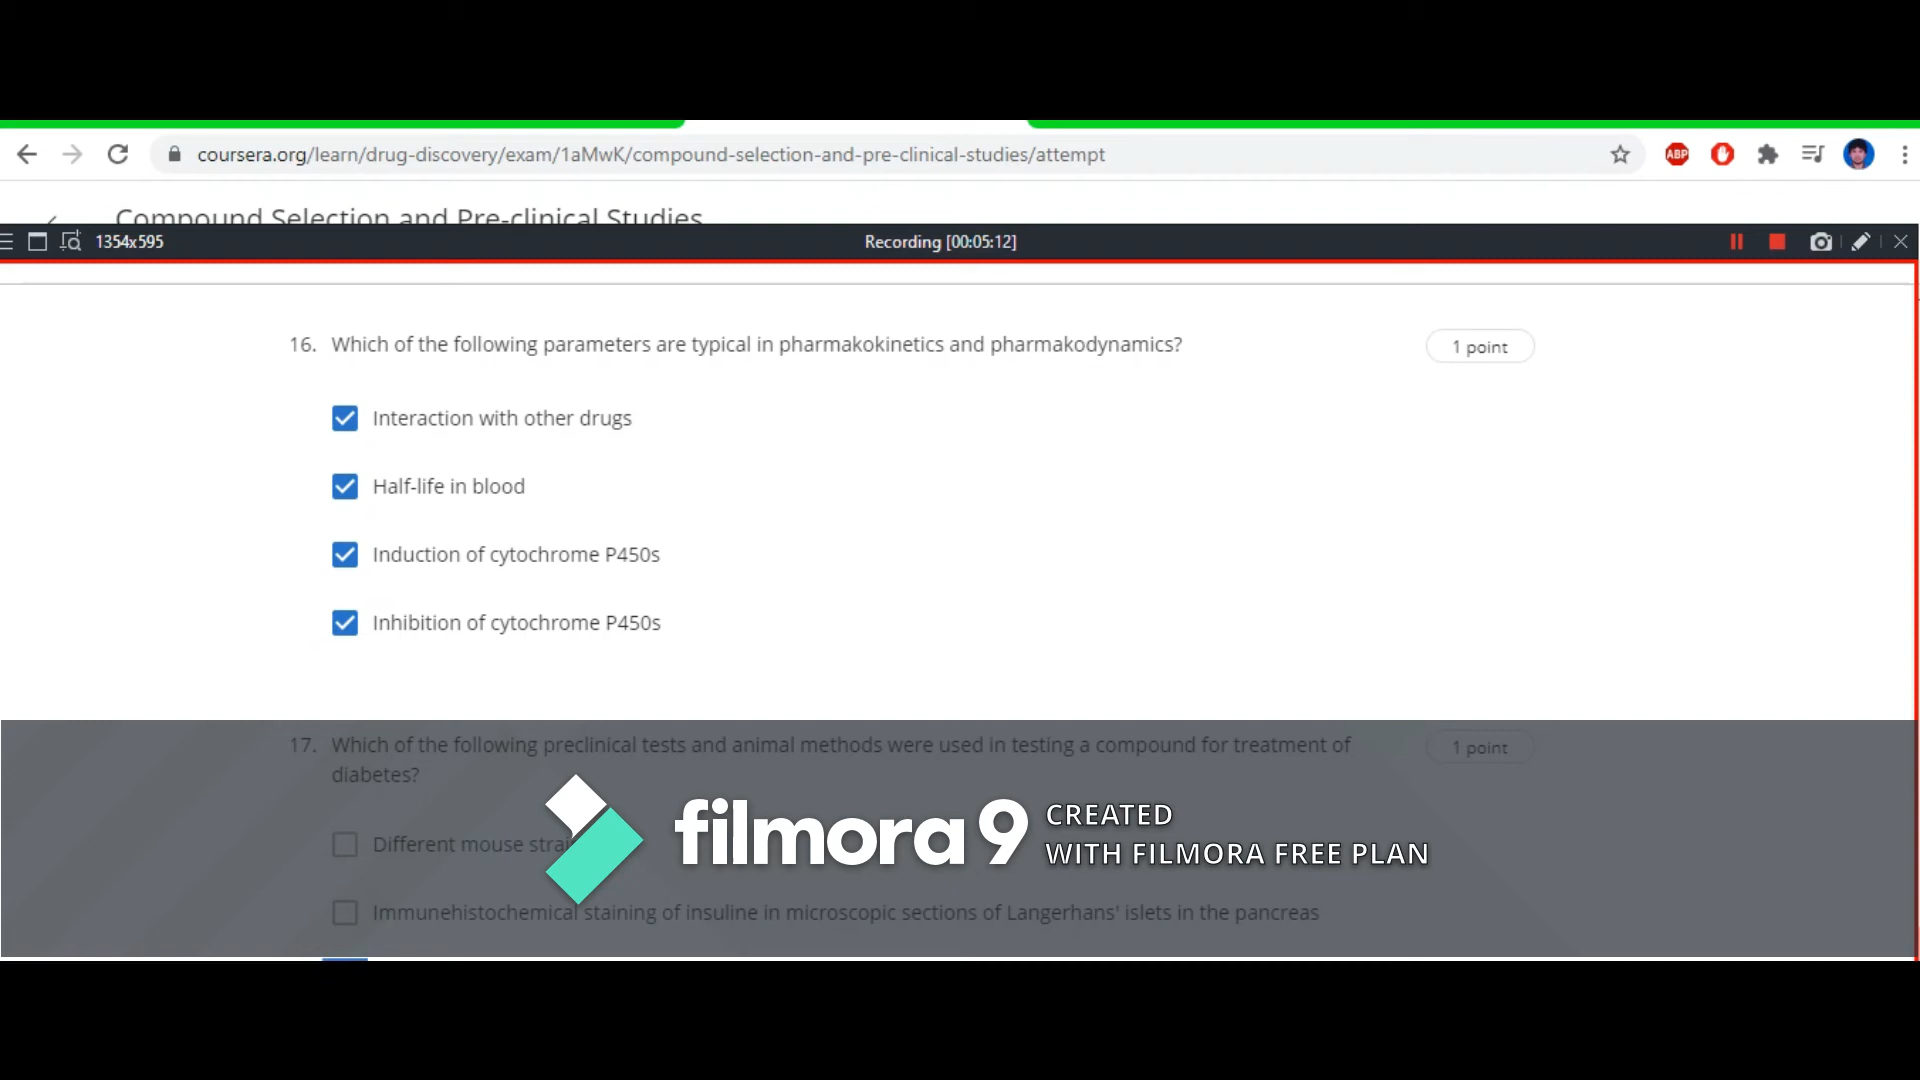 coursera.org/learn/drug-discovery/exam/1aMwK/compound-selection-and-pre-clinical-studies/attempt
ABP
Compound Selection and Pre-clinical Studies
1354x595
Recording [00:05:12]
16. Which of the following parameters are typical in pharmakokinetics and pharmakodynamics?
1 point
Interaction with other drugs
Half-life in blood
Induction of cytochrome P450s
Inhibition of cytochrome P450s
17. Which of the following preclinical tests and animal methods were used in testing a compound for treatment of
diabetes?
1 point
Different mouse
Immunehistochemical staining of insuline in microscopic sections of Langerhans' islets in the pancreas
filmora 9
CREATED
WITH FILMORA FREE PLAN